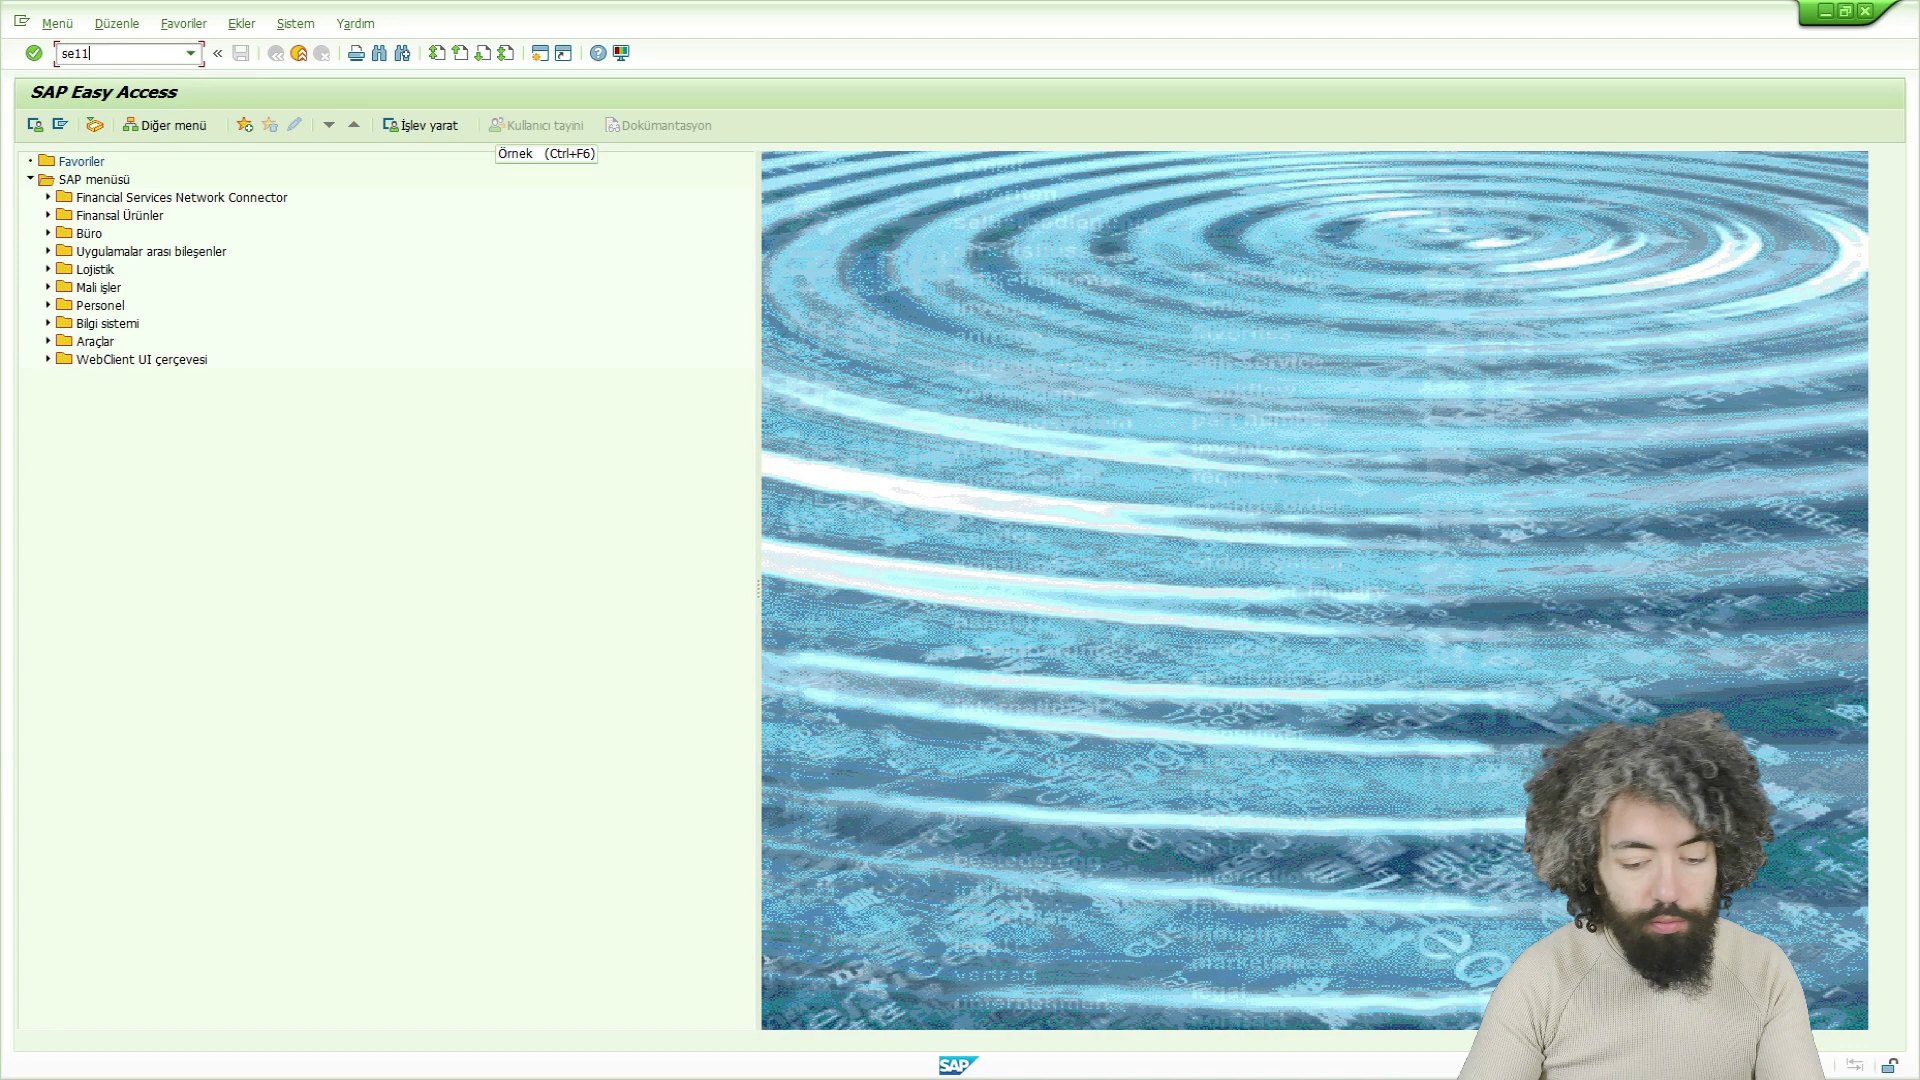 Menü Düzenle Favoriler Ekler Sistem Yardım
se11
SAP Easy Access
Diğer menü İşlev yarat Kullanıcı tayini Dokümantasyon
Örnek (Ctrl+F6)
Favoriler
SAP menüsü
Financial Services Network Connector
Finansal Ürünler
Büro
Uygulamalar arası bileşenler
Lojistik
Mali işler
Personel
Bilgi sistemi
Araçlar
WebClient UI çerçevesi
international
vertrag
SAP